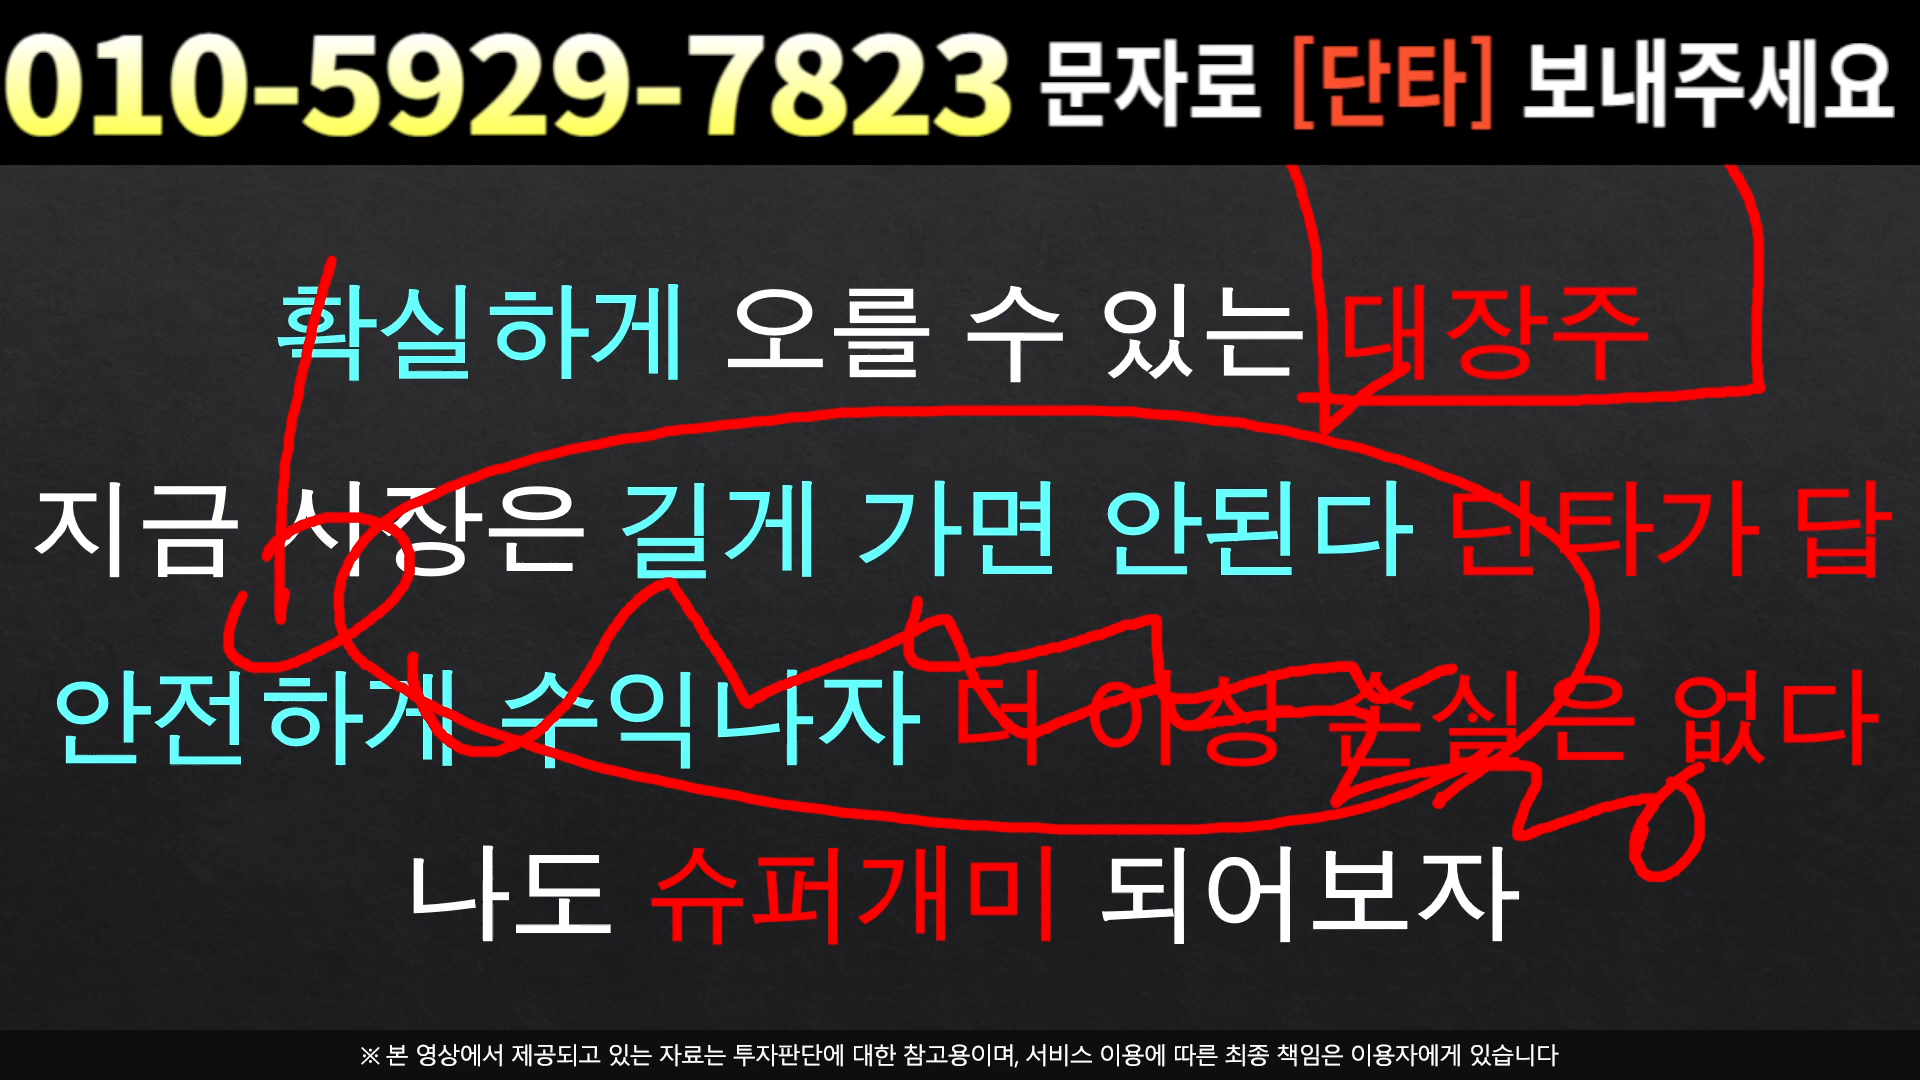 010-5929-7823 문자로 [단타] 보내주세요
확실하게 오를 수 있는 대장주
지금 시장은 길게 가면 안된다 단타가 답
안전하게 수익나자 더 이상 손실은 없다
나도 슈퍼개미 되어보자
※ 본 영상에서 제공되고 있는 자료는 투자판단에 대한 참고용이며, 서비스 이용에 따른 최종 책임은 이용자에게 있습니다